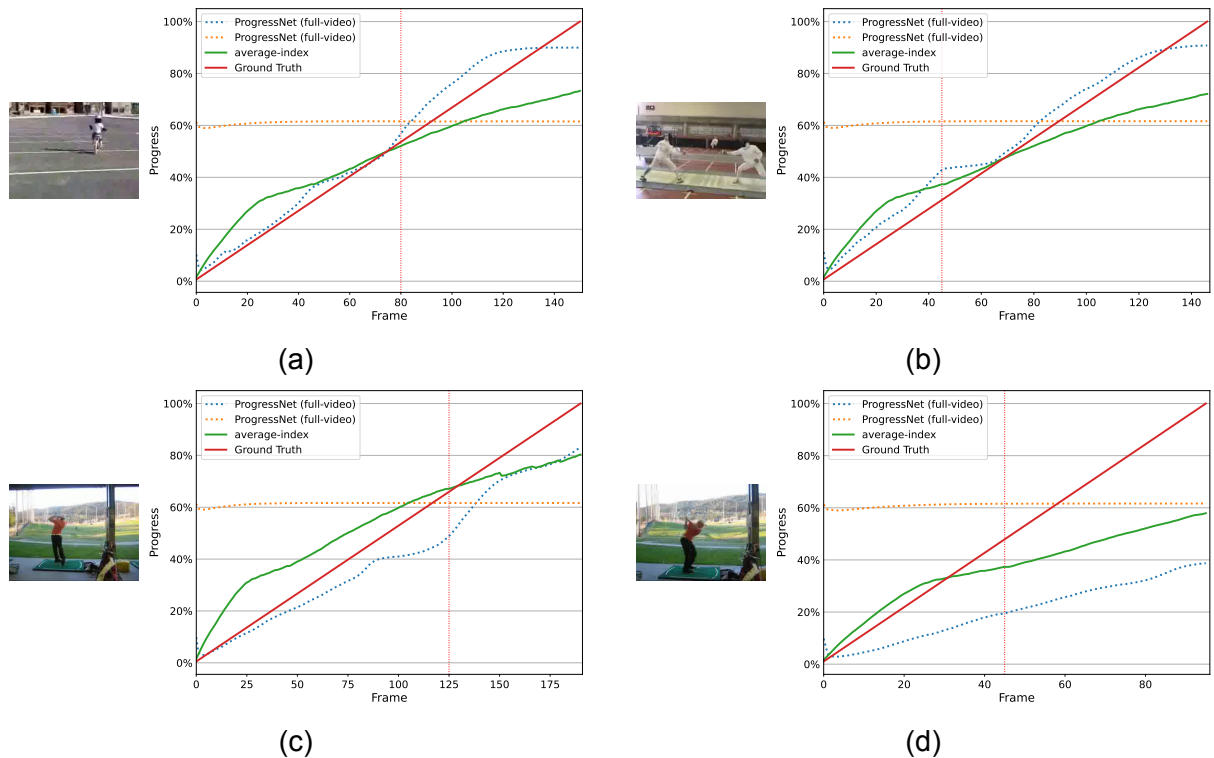 100%
80%
60%
40%
20%
0%
Progress
ProgressNet (full-video)
ProgressNet (full-video)
average-index
Ground Truth
0 20 40 60 80 100 120 140
Frame
(a)
100%
80%
60%
40%
20%
0%
Progress
ProgressNet (full-video)
ProgressNet (full-video)
average-index
Ground Truth
0 20 40 60 80 100 120 140
Frame
(b)
100%
80%
60%
40%
20%
0%
Progress
ProgressNet (full-video)
ProgressNet (full-video)
average-index
Ground Truth
0 25 50 75 100 125 150 175
Frame
(c)
100%
80%
60%
40%
20%
0%
Progress
ProgressNet (full-video)
ProgressNet (full-video)
average-index
Ground Truth
0 20 40 60 80
Frame
(d)